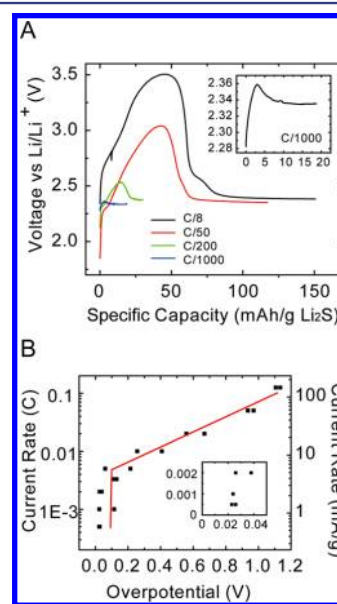 A
Voltage vs Li/Li + (V)
3.5
3.0
2.5
2.0
2.36
2.34
2.32
2.30
2.28
C/1000
0 5 10 15 20
C/8
C/50
C/200
C/1000
0 50 100 150
Specific Capacity (mAh/g Li2S)
B
Current Rate (C)
0.1
0.01
1E-3
100
10
1
Current Rate (mA/g)
0.002
0.001
0 0.02 0.04
0.0 0.2 0.4 0.6 0.8 1.0 1.2
Overpotential (V)